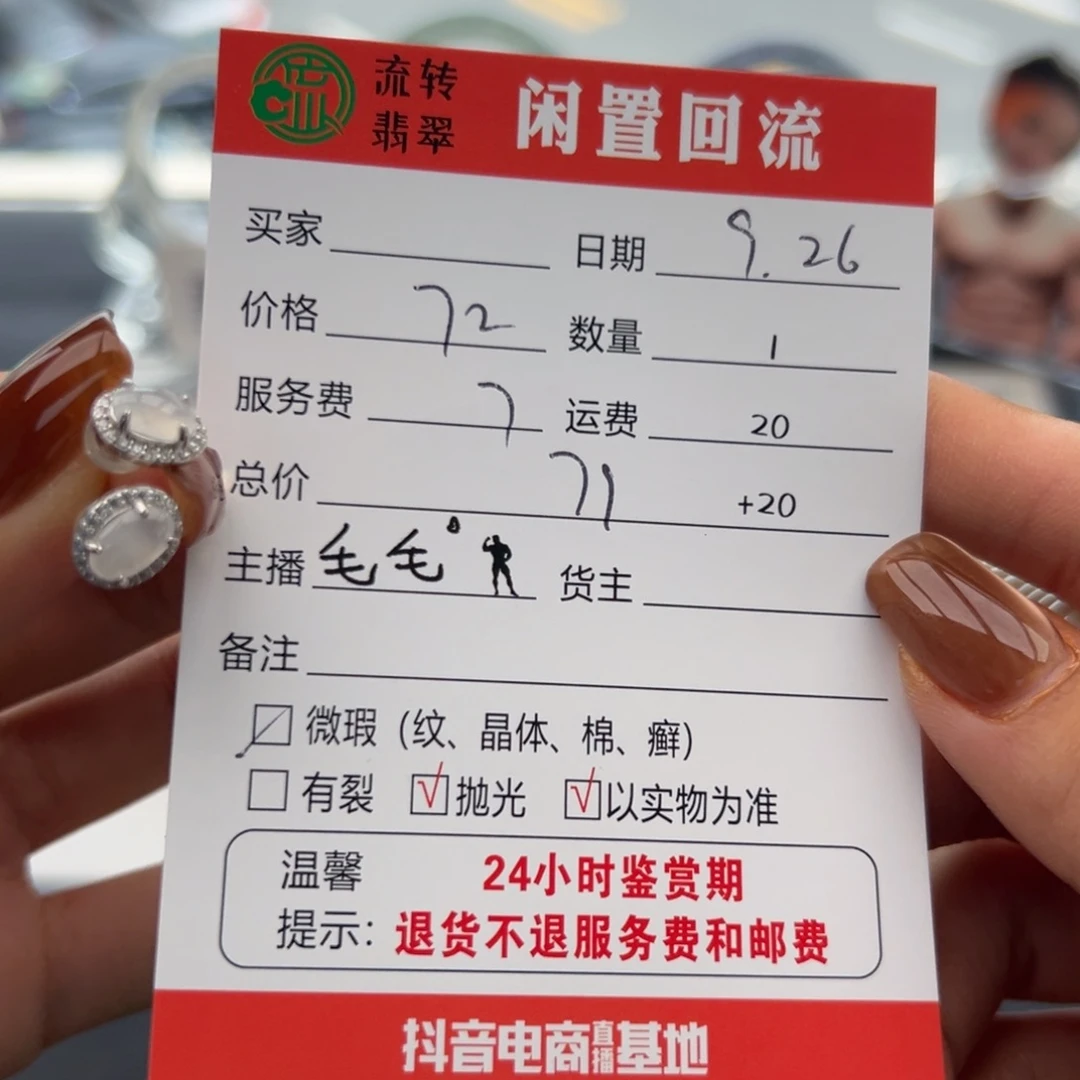 流转
翡翠
闲置回流
买家 日期 9.26
价格 72 数量 1
服务费 7 运费 20
总价 79 +20
主播 毛毛 货主
备注
微瑕 (纹、晶体、棉、癣)
有裂 √抛光 √以实物为准
温馨 24小时鉴赏期
提示: 退货不退服务费和邮费
抖音电商直播基地